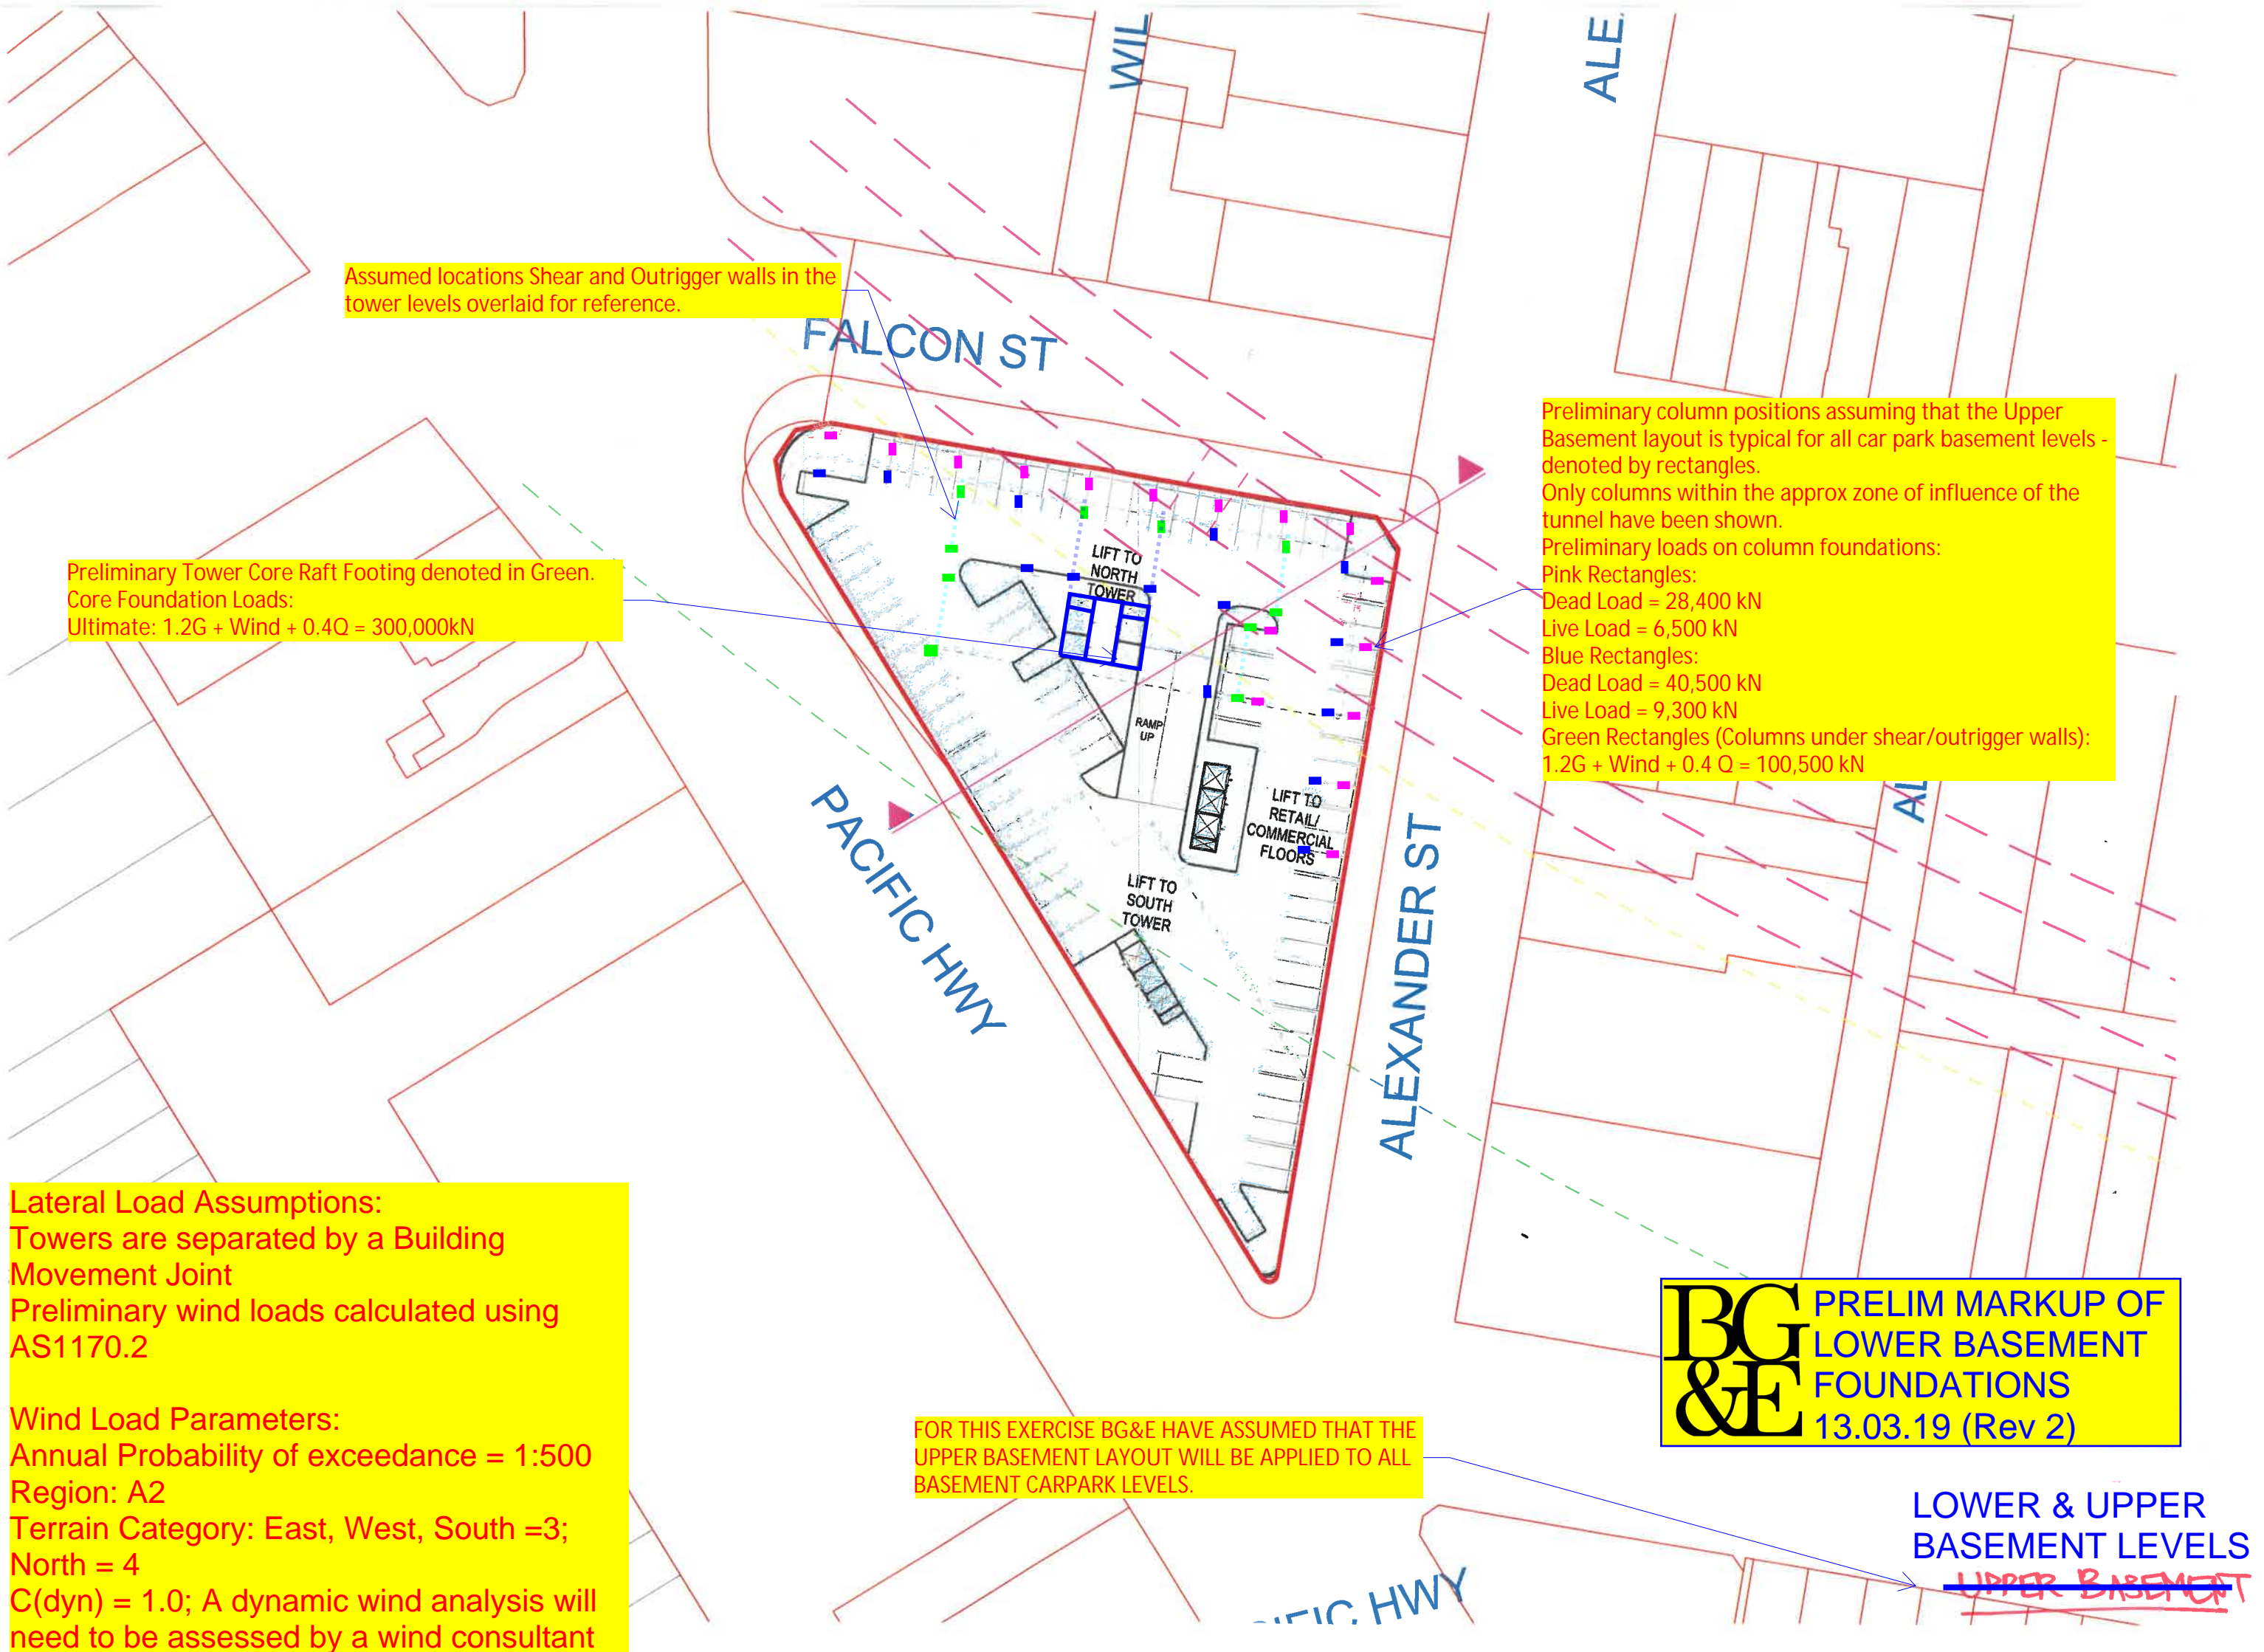 WIL
ALE
Assumed locations Shear and Outrigger walls in the
tower levels overlaid for reference.
FALCON ST
Preliminary column positions assuming that the Upper
Basement layout is typical for all car park basement levels -
denoted by rectangles.
Only columns within the approx zone of influence of the
tunnel have been shown.
Preliminary loads on column foundations:
Pink Rectangles:
Dead Load = 28,400 kN
Live Load = 6,500 kN
Blue Rectangles:
Dead Load = 40,500 kN
Live Load = 9,300 kN
Green Rectangles (Columns under shear/outrigger walls):
1.2G + Wind + 0.4 Q = 100,500 kN
Preliminary Tower Core Raft Footing denoted in Green.
Core Foundation Loads:
Ultimate: 1.2G + Wind + 0.4Q = 300,000kN
LIFT TO
NORTH
TOWER
RAMP
UP
LIFT TO
RETAIL/
COMMERCIAL
FLOORS
LIFT TO
SOUTH
TOWER
PACIFIC HWY
ALEXANDER ST
AL
Lateral Load Assumptions:
Towers are separated by a Building
Movement Joint
Preliminary wind loads calculated using
AS1170.2
Wind Load Parameters:
Annual Probability of exceedance = 1:500
Region: A2
Terrain Category: East, West, South =3;
North = 4
C(dyn) = 1.0; A dynamic wind analysis will
need to be assessed by a wind consultant
FOR THIS EXERCISE BG&E HAVE ASSUMED THAT THE
UPPER BASEMENT LAYOUT WILL BE APPLIED TO ALL
BASEMENT CARPARK LEVELS.
BG
&E
PRELIM MARKUP OF
LOWER BASEMENT
FOUNDATIONS
13.03.19 (Rev 2)
LOWER & UPPER
BASEMENT LEVELS
UPPER BASEMENT
IFIC HWY